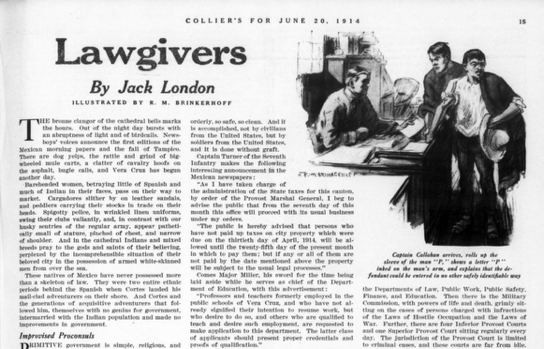 COLLIER'S FOR JUNE 20, 1914
15
Lawgivers
By Jack London
ILLUSTRATED BY R. M. BRINKERHOFF
THE bronze clangor of the cathedral bells marks
the hours. Out of the night day bursts with
an abruptness of light and of birdcalls. News-
boys' voices announce the first editions of the
Mexican morning papers and the fall of Tampico.
There are dog yelps, the rattle and grind of big-
wheeled mule carts, a clatter of cavalry hoofs on
the asphalt, bugle calls, and Vera Cruz has begun
another day.
Bareheaded women, betraying little of Spanish and
much of Indian in their faces, pass on their way to
market. Cargadores slither by on leather sandals,
and peddlers carrying their stocks in trade on their
heads. Spigotty police, in wrinkled linen uniforms,
swing their clubs valiantly, and, in contrast with our
husky sentries of the regular army, appear patheti-
cally small of stature, pinched of chest, and narrow
of shoulder. And in the cathedral Indians and mixed
breeds pray to the gods and saints of their believing,
perplexed by the incomprehensible situation of their
beloved city in the possession of armed white-skinned
men from over the sea.
These natives of Mexico have never possessed more
than a skeleton of law. They were two entire ethnic
periods behind the Spanish when Cortes landed his
mail-clad adventurers on their shore. And Cortes and
the generations of acquisitive adventurers that fol-
lowed him, themselves with no genius for government,
intermarried with the Indian population and made no
improvements in government.
Improvised Proconsuls
PRIMITIVE government is simple, religious, and
orderly, so safe, so clean. And it
is accomplished, not by civilians
from the United States, but by
soldiers from the United States,
and it is done without graft.
Captain Turner of the Seventh
Infantry makes the following
interesting announcement in the
Mexican newspapers:
"As I have taken charge of
the administration of the State taxes for this canton,
by order of the Provost Marshal General, I beg to
advise the public that from the seventh day of this
month this office will proceed with its usual business
under my orders.
"The public is hereby advised that persons who
have not paid up taxes on city property which were
due on the thirtieth day of April, 1914, will be al-
lowed until the twenty-fifth day of the present month
in which to pay them; but if any or all of them are
not paid by the date mentioned above the property
will be subject to the usual legal processes."
Comes Major Miller, his sword for the time being
laid aside while he serves as chief of the Depart-
ment of Education, with this advertisement:
"Professors and teachers formerly employed in the
public schools of Vera Cruz, and who have not al-
ready signified their intention to resume work, but
who desire to do so, and others who are qualified to
teach and desire such employment, are requested to
make application to this department. The latter class
of applicants should present proper credentials and
proofs of qualification."
Captain Callahan arrives, rolls up the
sleeve of the man "P," shows a letter "P"
inked on the man's arm, and explains that the de-
fendant could be entered in no other safely identifiable way
the Departments of Law, Public Work, Public Safety,
Finance, and Education. Then there is the Military
Commission, with powers of life and death, grimly sit-
ting on the cases of persons charged with infractions
of the Laws of Hostile Occupation and the Laws of
War. Further, there are four Inferior Provost Courts
and one Superior Provost Court sitting regularly every
day. The jurisdiction of the Provost Court is limited
to criminal cases, and these courts are far from idle.